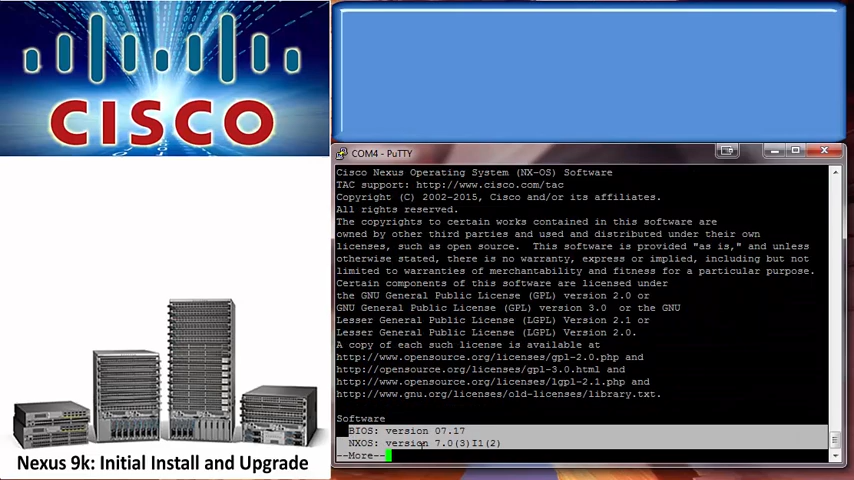 CISCO
Nexus 9k: Initial Install and Upgrade
COM4 - PuTTY
Cisco Nexus Operating System (NX-OS) Software
TAC support: http://www.cisco.com/tac
Copyright (C) 2002-2015, Cisco and/or its affiliates.
All rights reserved.
The copyrights to certain works contained in this software are
owned by other third parties and used and distributed under their own
licenses, such as open source.  This software is provided "as is," and unless
otherwise stated, there is no warranty, express or implied, including but not
limited to warranties of merchantability and fitness for a particular purpose.
Certain components of this software are licensed under
the GNU General Public License (GPL) version 2.0 or
GNU General Public License (GPL) version 3.0  or the GNU
Lesser General Public License (LGPL) Version 2.1 or
Lesser General Public License (LGPL) Version 2.0.
A copy of each such license is available at
http://www.opensource.org/licenses/gpl-2.0.php and
http://opensource.org/licenses/gpl-3.0.html and
http://www.opensource.org/licenses/lgpl-2.1.php and
http://www.gnu.org/licenses/old-licenses/library.txt.
Software
BIOS: version 07.17
NXOS: version 7.0(3)I1(2)
--More--